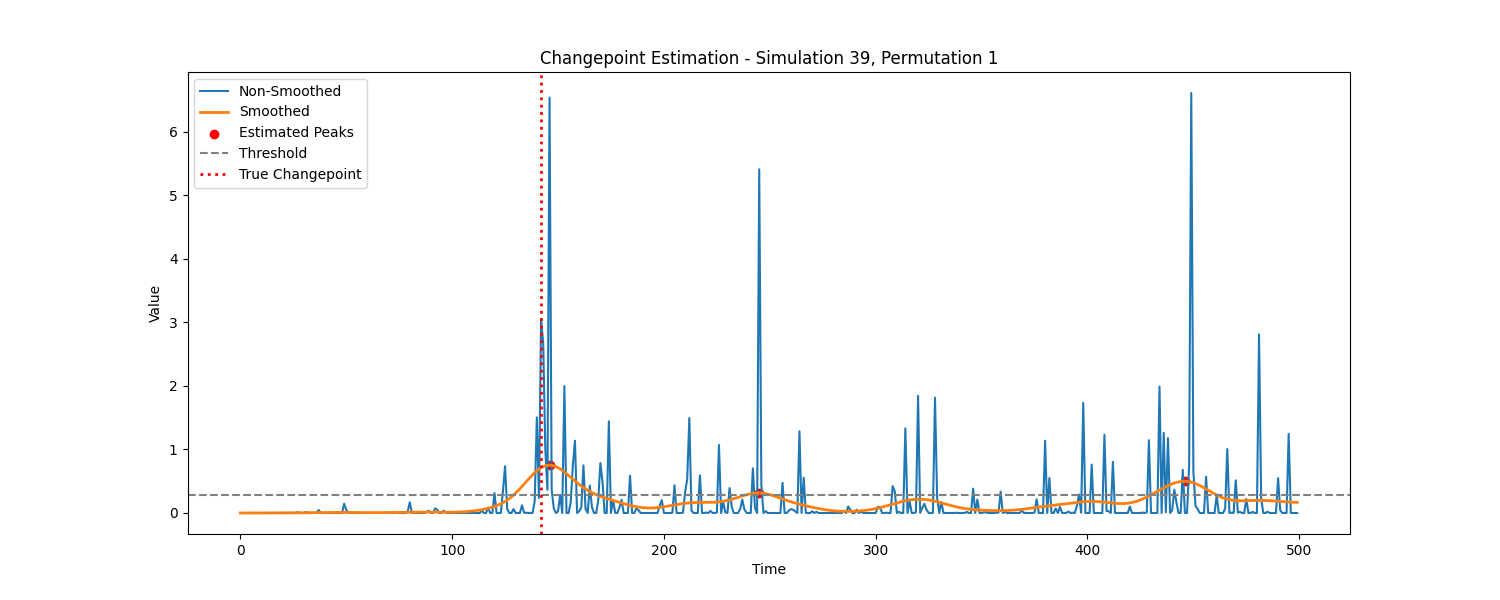 Changepoint Estimation - Simulation 39, Permutation 1
Non-Smoothed
Smoothed
Estimated Peaks
Threshold
True Changepoint
Value
6
5
4
3
2
1
0
0 100 200 300 400 500
Time